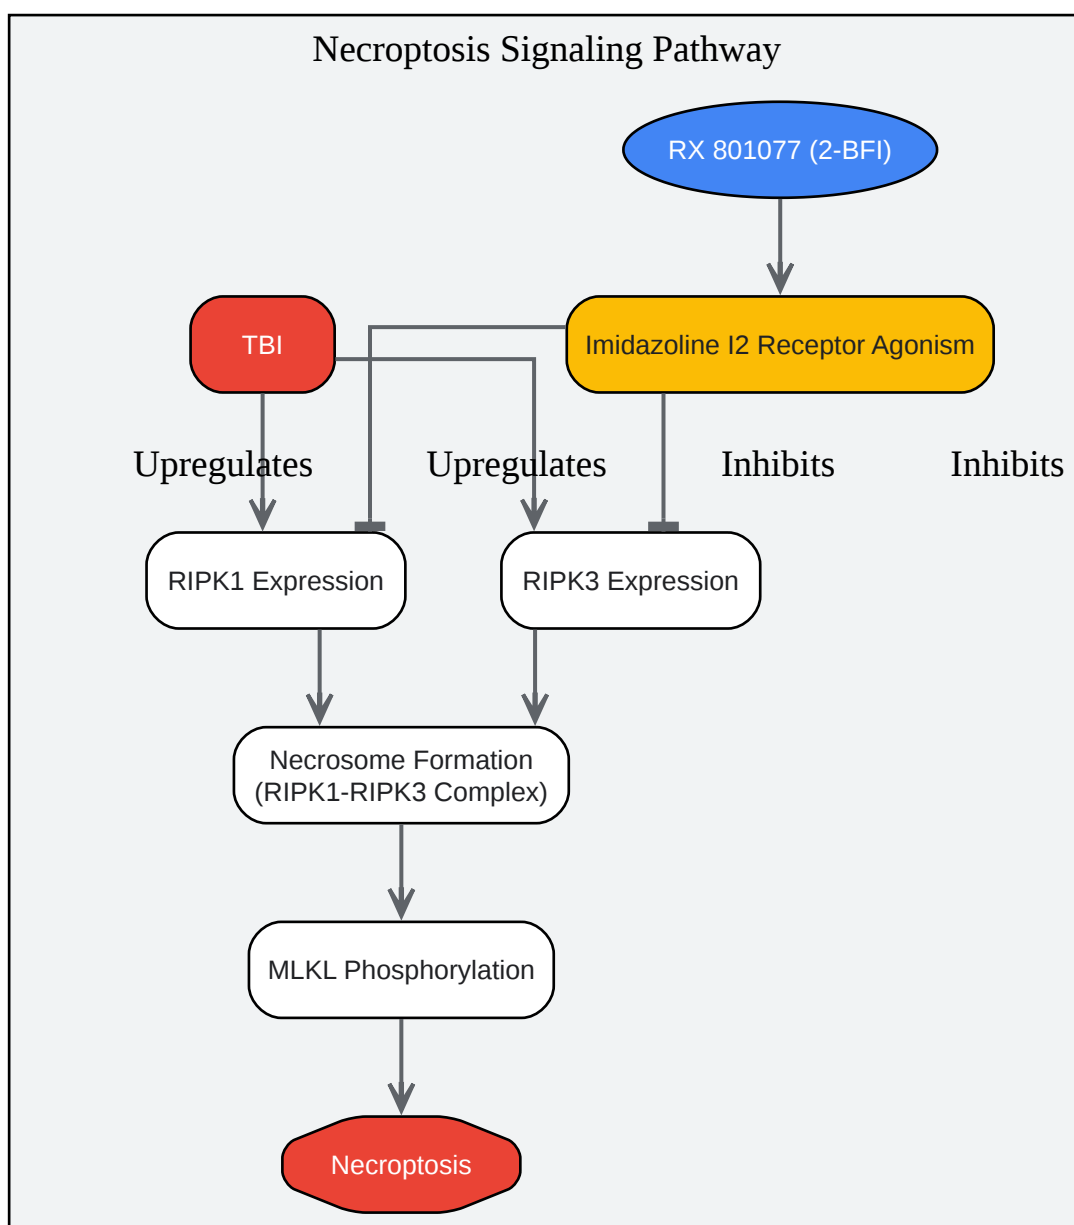 Necroptosis Signaling Pathway
RX 801077 (2-BFI)
TBI
Imidazoline I2 Receptor Agonism
Upregulates
Upregulates
Inhibits
Inhibits
RIPK1 Expression
RIPK3 Expression
Necrosome Formation
(RIPK1-RIPK3 Complex)
MLKL Phosphorylation
Necroptosis